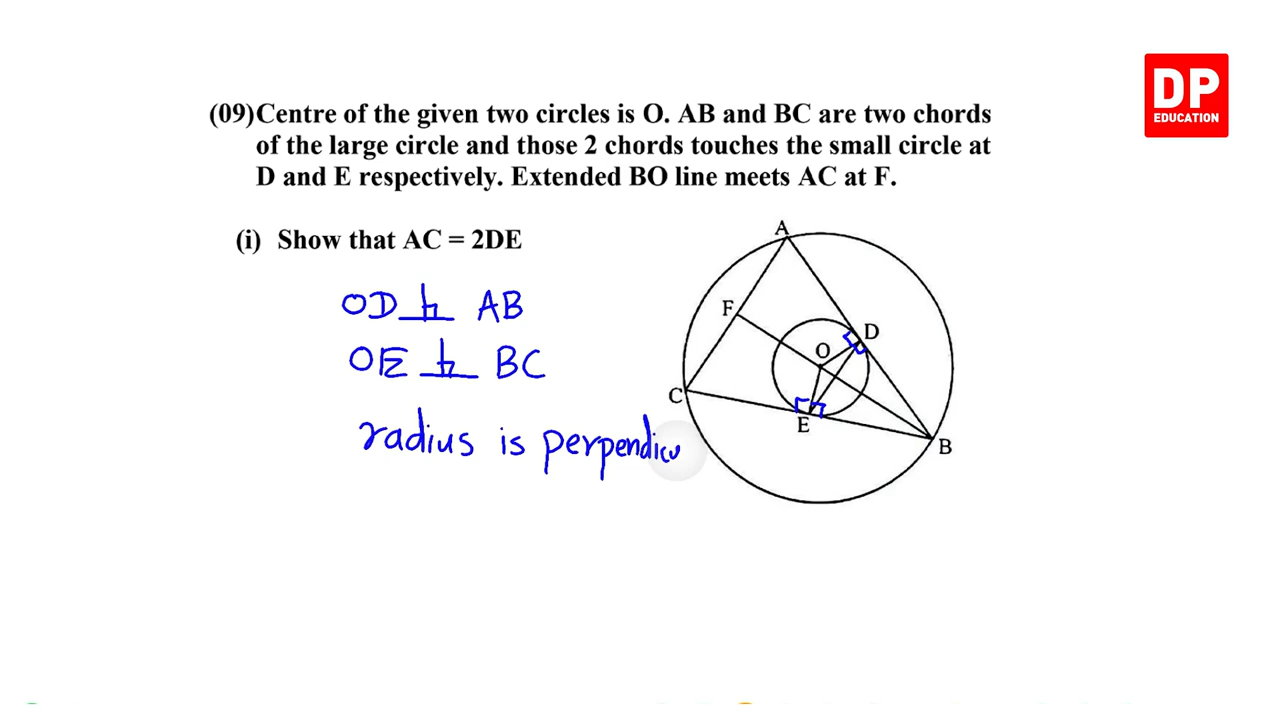 DP
EDUCATION
(09)Centre of the given two circles is O. AB and BC are two chords
of the large circle and those 2 chords touches the small circle at
D and E respectively. Extended BO line meets AC at F.
(i) Show that AC = 2DE
OD ⊥ AB
OE ⊥ BC
radius is perpendicu
A
F
D
O
C
E
B